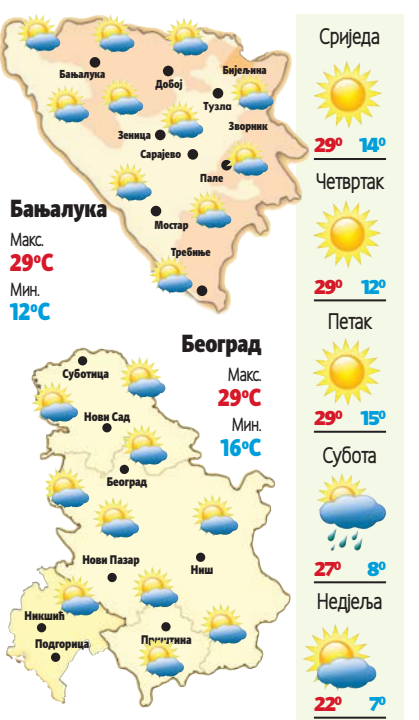 Бањалука
Добој
Бијељина
Тузла
Зворник
Зеница
Сарајево
Пале
Мостар
Требиње
Бањалука
Макс.
29°C
Мин.
12°C
Београд
Макс.
29°C
Мин.
16°C
Суботица
Нови Сад
Београд
Нови Пазар
Ниш
Никшић
Подгорица
Приштина
Сриједа
29° 14°
Четвртак
29° 12°
Петак
29° 15°
Субота
27° 8°
Недјеља
22° 7°